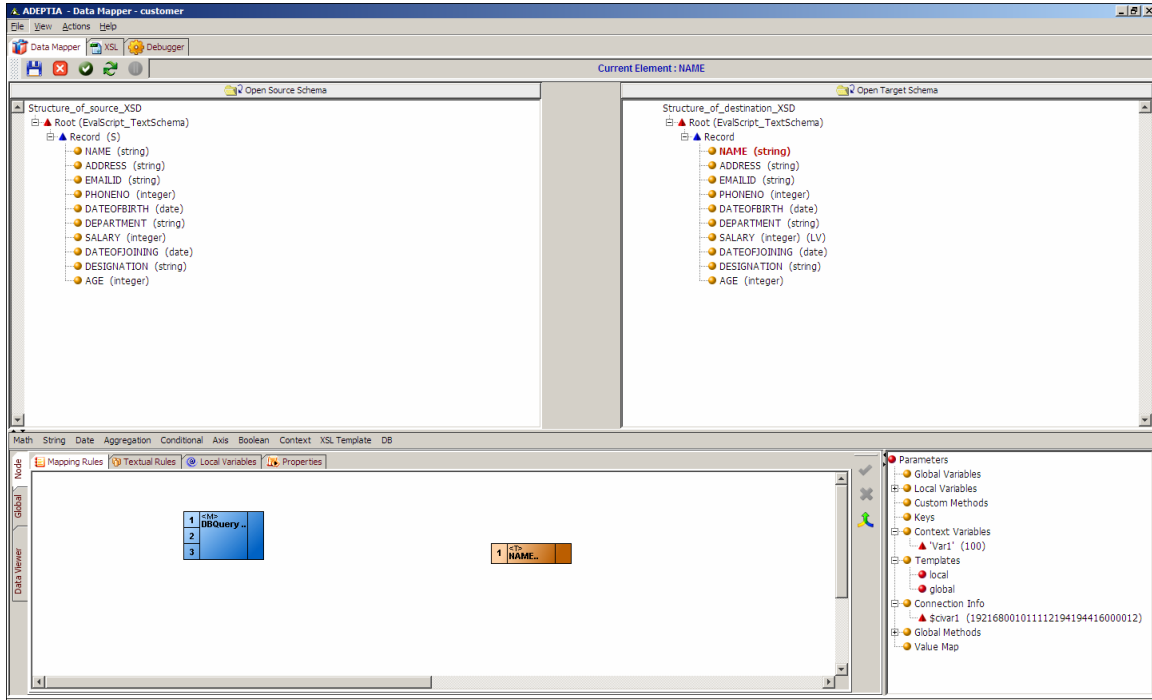 ADEPTIA - Data Mapper - customer
File View Actions Help
Data Mapper XSL Debugger
Current Element : NAME
Open Source Schema
Open Target Schema
Structure_of_source_XSD
Root (EvalScript_TextSchema)
Record (S)
NAME (string)
ADDRESS (string)
EMAILID (string)
PHONENO (integer)
DATEOFBIRTH (date)
DEPARTMENT (string)
SALARY (integer)
DATEOFJOINING (date)
DESIGNATION (string)
AGE (integer)
Structure_of_destination_XSD
Root (EvalScript_TextSchema)
Record
NAME (string)
ADDRESS (string)
EMAILID (string)
PHONENO (integer)
DATEOFBIRTH (date)
DEPARTMENT (string)
SALARY (integer) (LV)
DATEOFJOINING (date)
DESIGNATION (string)
AGE (integer)
Math String Date Aggregation Conditional Axis Boolean Context XSL Template DB
Node
Global
Data Viewer
Mapping Rules Textual Rules Local Variables Properties
1 <M>
DBQuery ..
2
3
1 <T>
NAME..
Parameters
Global Variables
Local Variables
Custom Methods
Keys
Context Variables
'Var1' (100)
Templates
local
global
Connection Info
$civar1 (192168001011112194194416000012)
Global Methods
Value Map